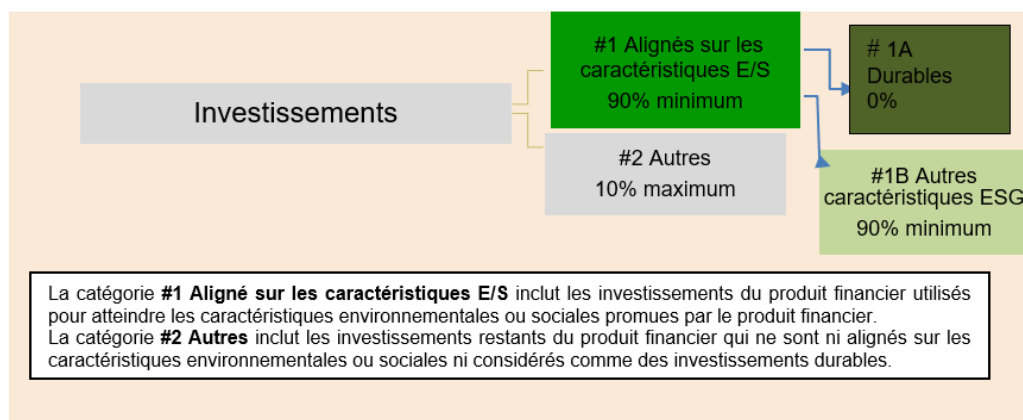 Investissements
#1 Alignés sur les
caractéristiques E/S
90% minimum
#2 Autres
10% maximum
# 1A
Durables
0%
#1B Autres
caractéristiques ESG
90% minimum
La catégorie #1 Aligné sur les caractéristiques E/S inclut les investissements du produit financier utilisés
pour atteindre les caractéristiques environnementales ou sociales promues par le produit financier.
La catégorie #2 Autres inclut les investissements restants du produit financier qui ne sont ni alignés sur les
caractéristiques environnementales ou sociales ni considérés comme des investissements durables.